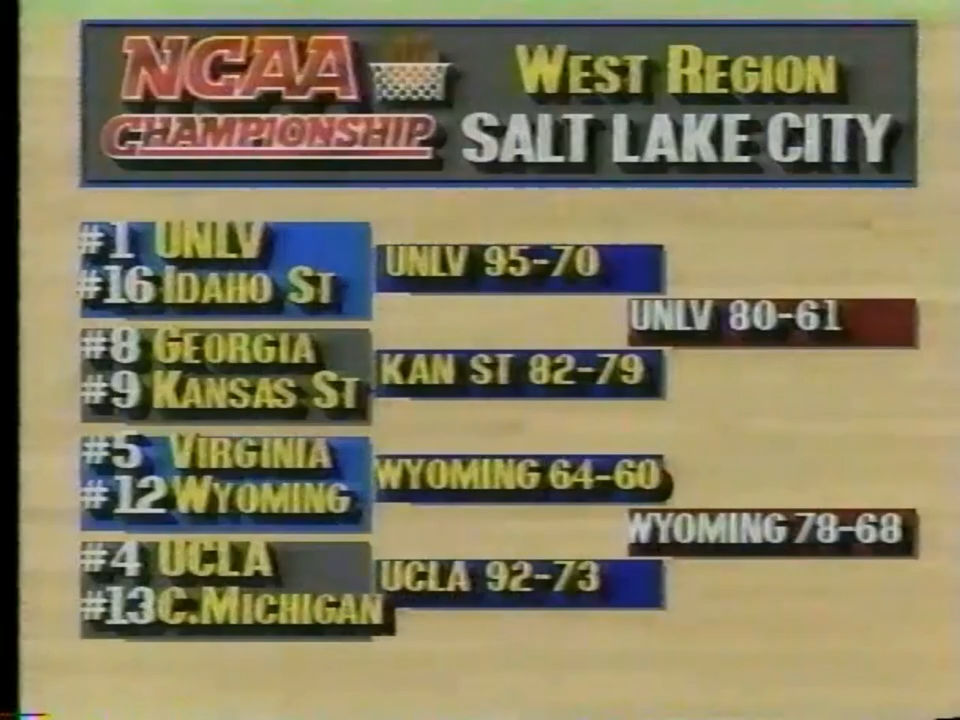 NCAA
CHAMPIONSHIP
WEST REGION
SALT LAKE CITY
#1 UNLV
#16 IDAHO ST
UNLV 95-70
UNLV 80-61
#8 GEORGIA
#9 KANSAS ST
KAN ST 82-79
#5 VIRGINIA
#12 WYOMING
WYOMING 64-60
WYOMING 78-68
#4 UCLA
#13 C.MICHIGAN
UCLA 92-73